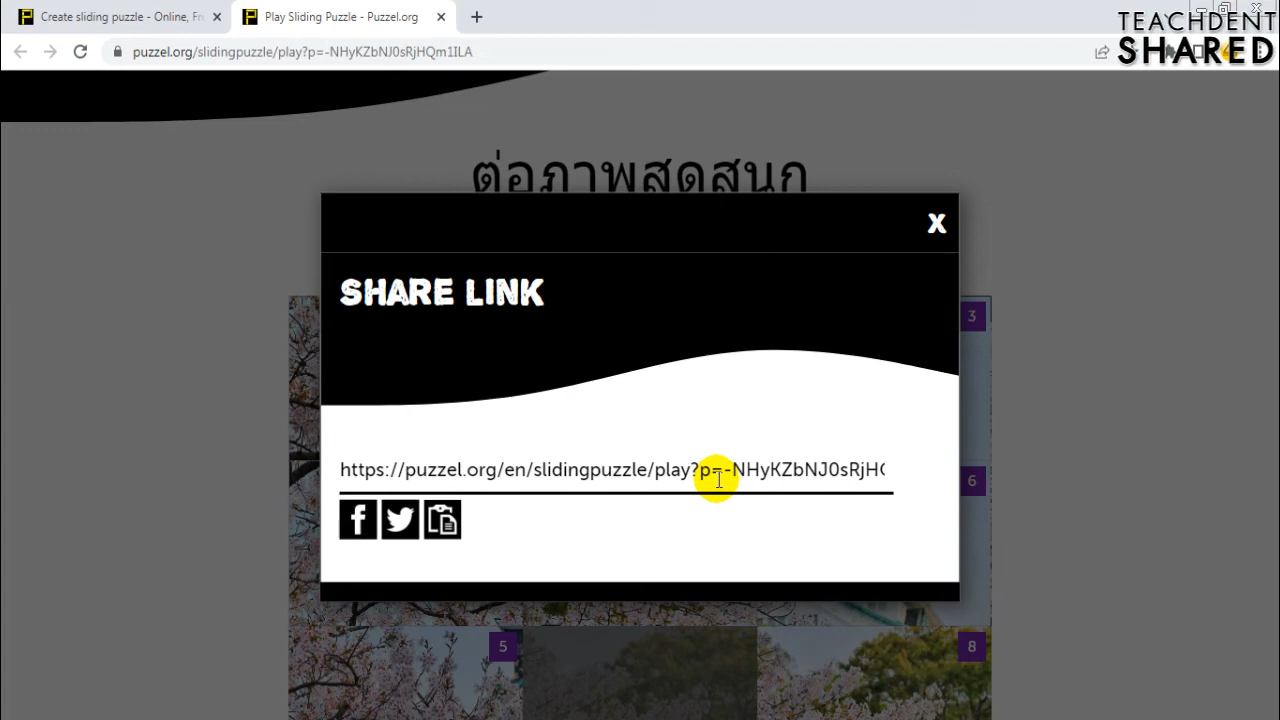 Create sliding puzzle - Online, Fr
Play Sliding Puzzle - Puzzel.org
TEACHDENT
SHARED
puzzel.org/slidingpuzzle/play?p=-NHyKZbNJ0sRjHQm1ILA
ต่อภาพสุดสนุก
X
SHARE LINK
3
https://puzzel.org/en/slidingpuzzle/play?p=-NHyKZbNJ0sRjHQ
6
5
8